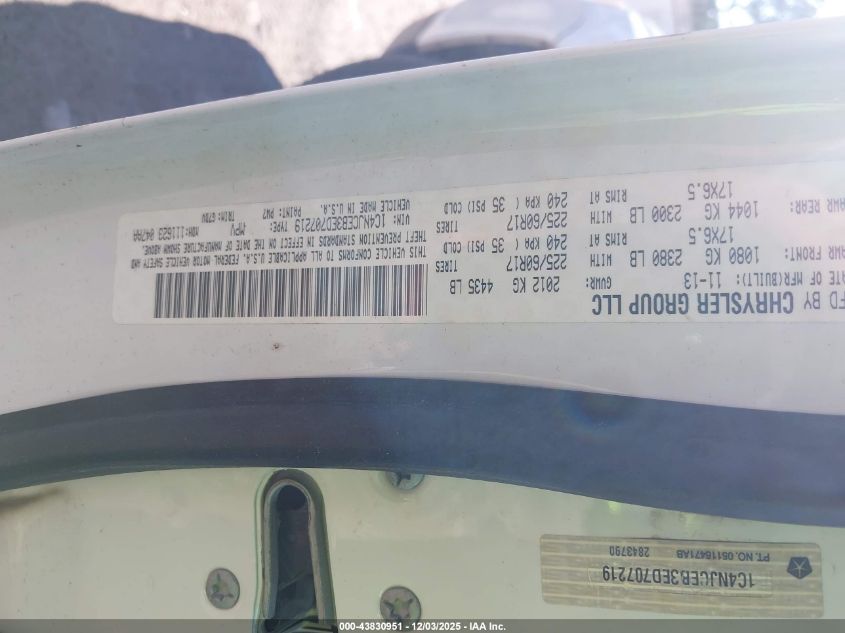 FD BY CHRYSLER GROUP LLC
DATE OF MFR(BUILT): 11-13 GVWR: 2012 KG 4435 LB
AWR FRONT: 1080 KG 2380 LB WITH 225/60R17 TIRES
17X6.5 RIMS AT 240 KPA ( 35 PSI) COLD
AWR REAR: 1044 KG 2300 LB WITH 225/60R17 TIRES
17X6.5 RIMS AT 240 KPA ( 35 PSI) COLD
THIS VEHICLE CONFORMS TO ALL APPLICABLE U.S.A. FEDERAL MOTOR VEHICLE SAFETY AND
THEFT PREVENTION STANDARDS IN EFFECT ON THE DATE OF MANUFACTURE SHOWN ABOVE.
VIN: 1C4NJCEB3ED707219 TYPE: MPV MDH:111623 047AA
VEHICLE MADE IN U.S.A. PAINT: PW7 TRIM:
1C4NJCEB3ED707219
PT. NO. 05116471AB
2843790
000-43830951 - 12/03/2025 - IAA Inc.